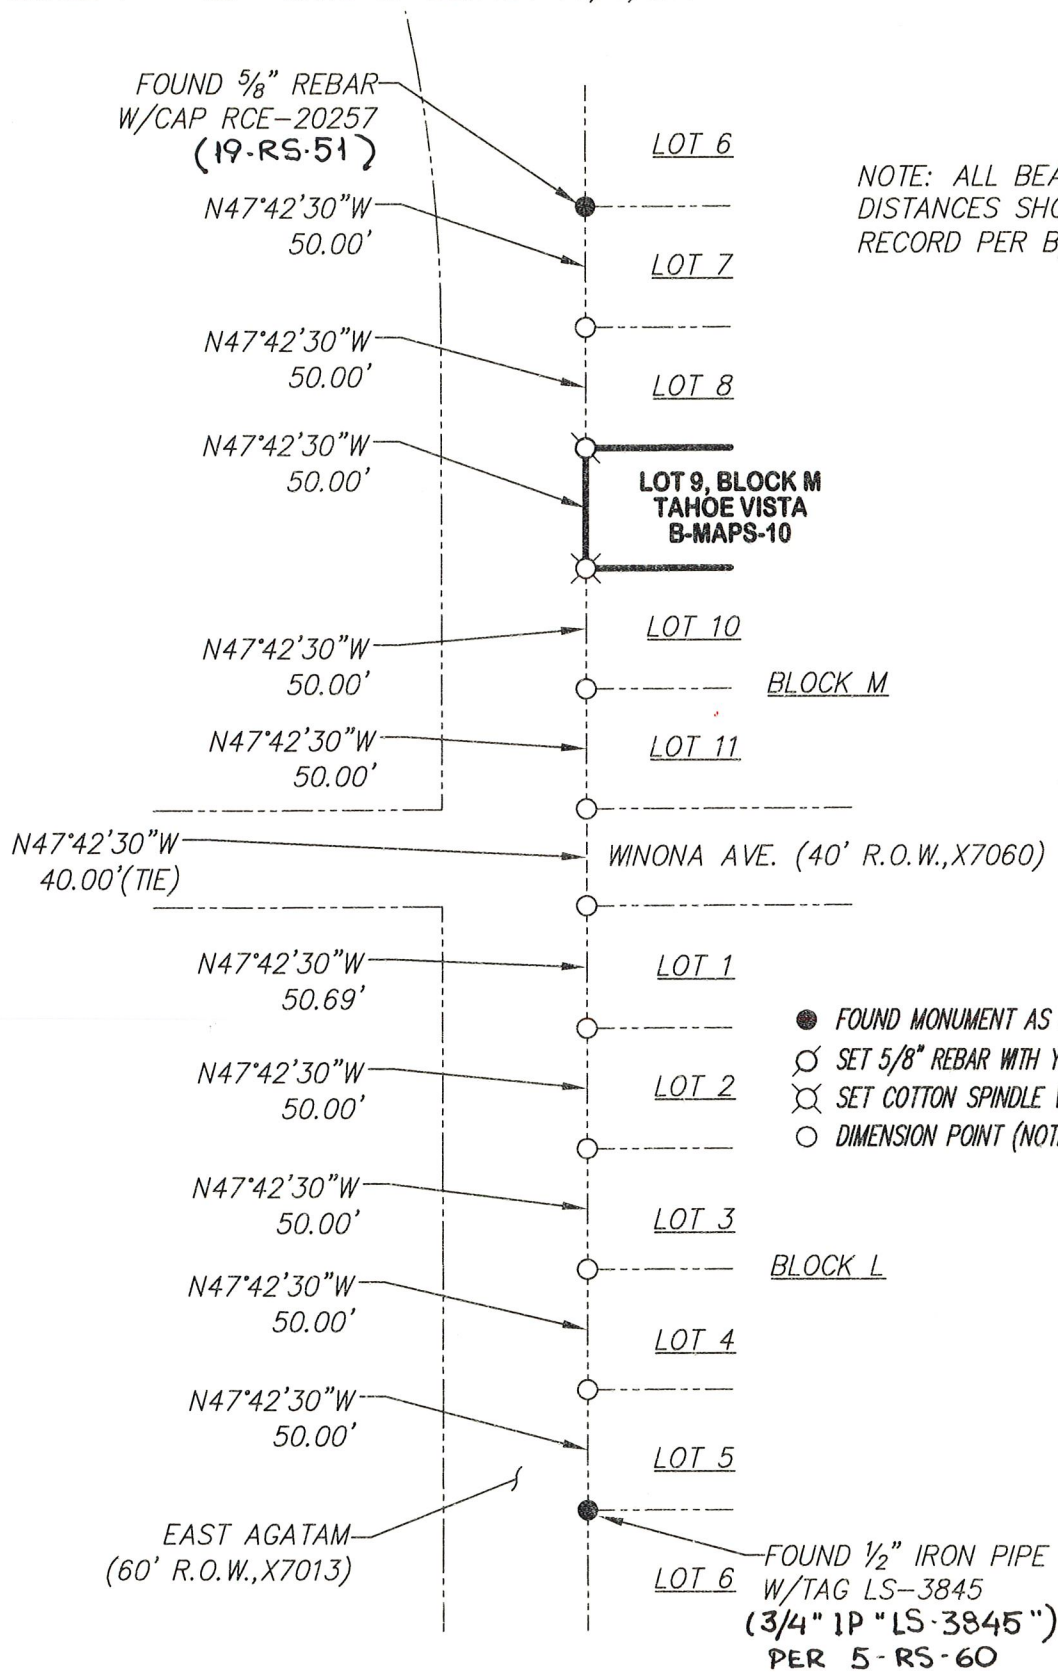 FOUND 5/8" REBAR
W/CAP RCE-20257
(19-RS-51)
LOT 6
NOTE: ALL
DISTANCES
RECORD PER
N47°42'30"W
50.00'
LOT 7
N47°42'30"W
50.00'
LOT 8
N47°42'30"W
50.00'
LOT 9, BLOCK M
TAHOE VISTA
B-MAPS-10
N47°42'30"W
50.00'
LOT 10
BLOCK M
N47°42'30"W
50.00'
LOT 11
N47°42'30"W
40.00'(TIE)
WINONA AVE. (40' R.O.W.,X7060)
N47°42'30"W
50.69'
LOT 1
● FOUND MONUMENT AS
SET 5/8" REBAR WITH
SET COTTON SPINDLE
○ DIMENSION POINT
N47°42'30"W
50.00'
LOT 2
N47°42'30"W
50.00'
LOT 3
BLOCK L
N47°42'30"W
50.00'
LOT 4
N47°42'30"W
50.00'
LOT 5
EAST AGATAM
(60' R.O.W.,X7013)
LOT 6
FOUND 1/2" IRON PIPE
W/TAG LS-3845
(3/4" IP "LS-3845")
PER 5-RS-60